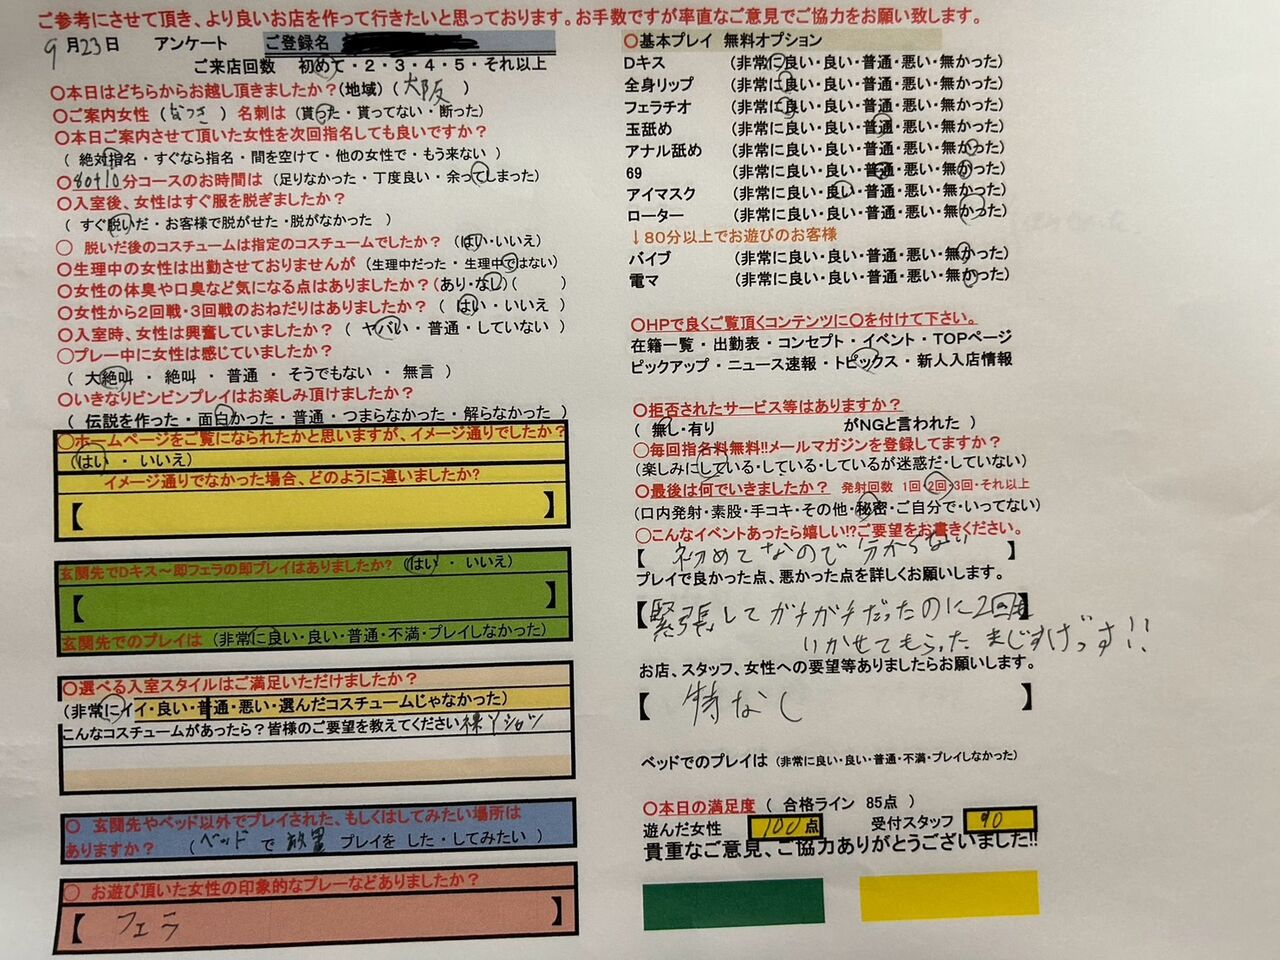 ご参考にさせて頂き、より良いお店を作って行きたいと思っております。お手数ですが率直なご意見でご協力をお願い致します。
9月23日 アンケート ご登録名
ご来店回数 初めて・2・3・4・5・それ以上
〇本日はどちらからお越し頂きましたか?(地域)(大阪)
〇ご案内女性(なつき)名刺は(貰った・貰ってない・断った)
〇本日ご案内させて頂いた女性を次回指名しても良いですか?
(絶対指名・すぐなら指名・間を空けて・他の女性で・もう来ない)
〇80+10分コースのお時間は(足りなかった・丁度良い・余ってしまった)
〇入室後、女性はすぐ服を脱ぎましたか?
(すぐ脱いだ・お客様で脱がせた・脱がなかった)
〇 脱いだ後のコスチュームは指定のコスチュームでしたか?(はい・いいえ)
〇生理中の女性は出勤させておりませんが(生理中だった・生理中ではない)
〇女性の体臭や口臭など気になる点はありましたか?(あり・なし)( )
〇女性から2回戦・3回戦のおねだりはありましたか?(はい・いいえ)
〇入室時、女性は興奮していましたか?(ヤバい・普通・していない)
〇プレー中に女性は感じていましたか?
(大絶叫・絶叫・普通・そうでもない・無言)
〇いきなりビンビンプレイはお楽しみ頂けましたか?
(伝説を作った・面白かった・普通・つまらなかった・解らなかった)
〇ホームページをご覧になられたかと思いますが、イメージ通りでしたか?
(はい・いいえ)
イメージ通りでなかった場合、どのように違いましたか?
【 】
玄関先でDキス～即フェラの即プレイはありましたか?(はい・いいえ)
【 】
玄関先でのプレイは(非常に良い・良い・普通・不満・プレイしなかった)
〇選べる入室スタイルはご満足いただけましたか?
(非常にイイ・良い・普通・悪い・選んだコスチュームじゃなかった)
こんなコスチュームがあったら?皆様のご要望を教えてください 裸Yシャツ
〇 玄関先やベッド以外でプレイされた、もしくはしてみたい場所は
ありますか?(ベッドで放置プレイをした・してみたい)
〇 お遊び頂いた女性の印象的なプレーなどありましたか?
【フェラ】
〇基本プレイ 無料オプション
Dキス (非常に良い・良い・普通・悪い・無かった)
全身リップ (非常に良い・良い・普通・悪い・無かった)
フェラチオ (非常に良い・良い・普通・悪い・無かった)
玉舐め (非常に良い・良い・普通・悪い・無かった)
アナル舐め (非常に良い・良い・普通・悪い・無かった)
69 (非常に良い・良い・普通・悪い・無かった)
アイマスク (非常に良い・良い・普通・悪い・無かった)
ローター (非常に良い・良い・普通・悪い・無かった)
↓80分以上でお遊びのお客様
バイブ (非常に良い・良い・普通・悪い・無かった)
電マ (非常に良い・良い・普通・悪い・無かった)
〇HPで良くご覧頂くコンテンツに〇を付けて下さい。
在籍一覧・出勤表・コンセプト・イベント・TOPページ
ピックアップ・ニュース速報・トピックス・新人入店情報
〇拒否されたサービス等はありますか?
(無し・有り がNGと言われた)
〇毎回指名料無料!!メールマガジンを登録してますか?
(楽しみにしている・している・しているが迷惑だ・していない)
〇最後は何でいきましたか? 発射回数 1回・2回・3回・それ以上
(口内発射・素股・手コキ・その他・秘密・ご自分で・いってない)
〇こんなイベントあったら嬉しい!?ご要望をお書きください。
【初めてなので分からない】
プレイで良かった点、悪かった点を詳しくお願いします。
【緊張してガチガチだったのに2回も】
いかせてもらった まじすげっす!!
お店、スタッフ、女性への要望等ありましたらお願いします。
【特なし】
ベッドでのプレイは(非常に良い・良い・普通・不満・プレイしなかった)
〇本日の満足度(合格ライン 85点)
遊んだ女性 100点 受付スタッフ 90
貴重なご意見、ご協力ありがとうございました!!